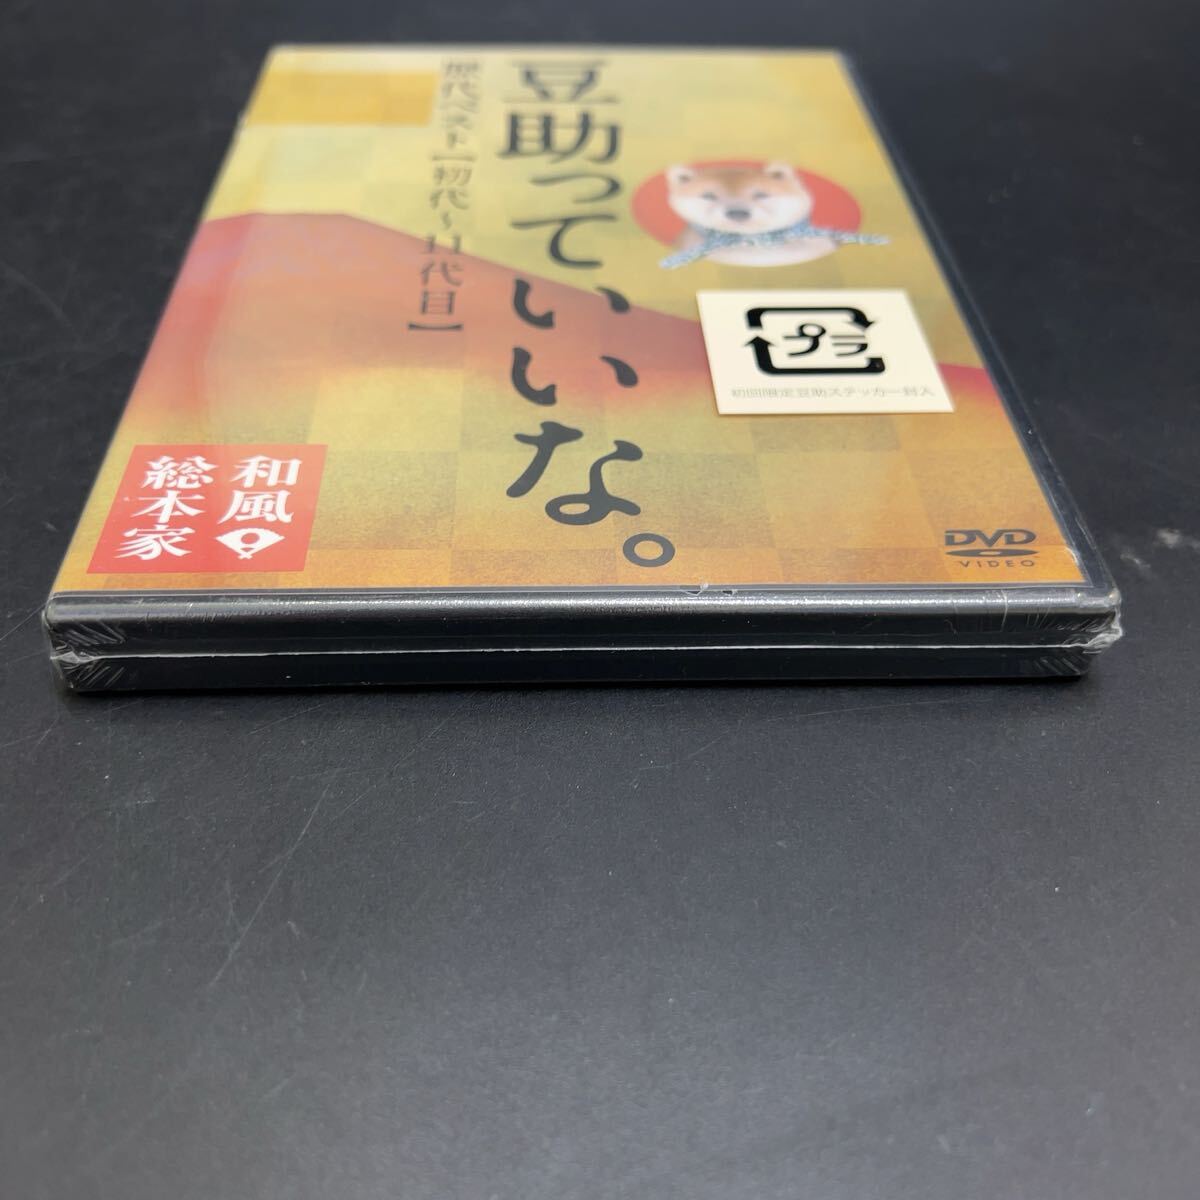 豆助っていいな。
歴代ベスト【初代～11代目】
プラ
初回限定豆助ステッカー封入
和風
総本家
DVD
VIDEO